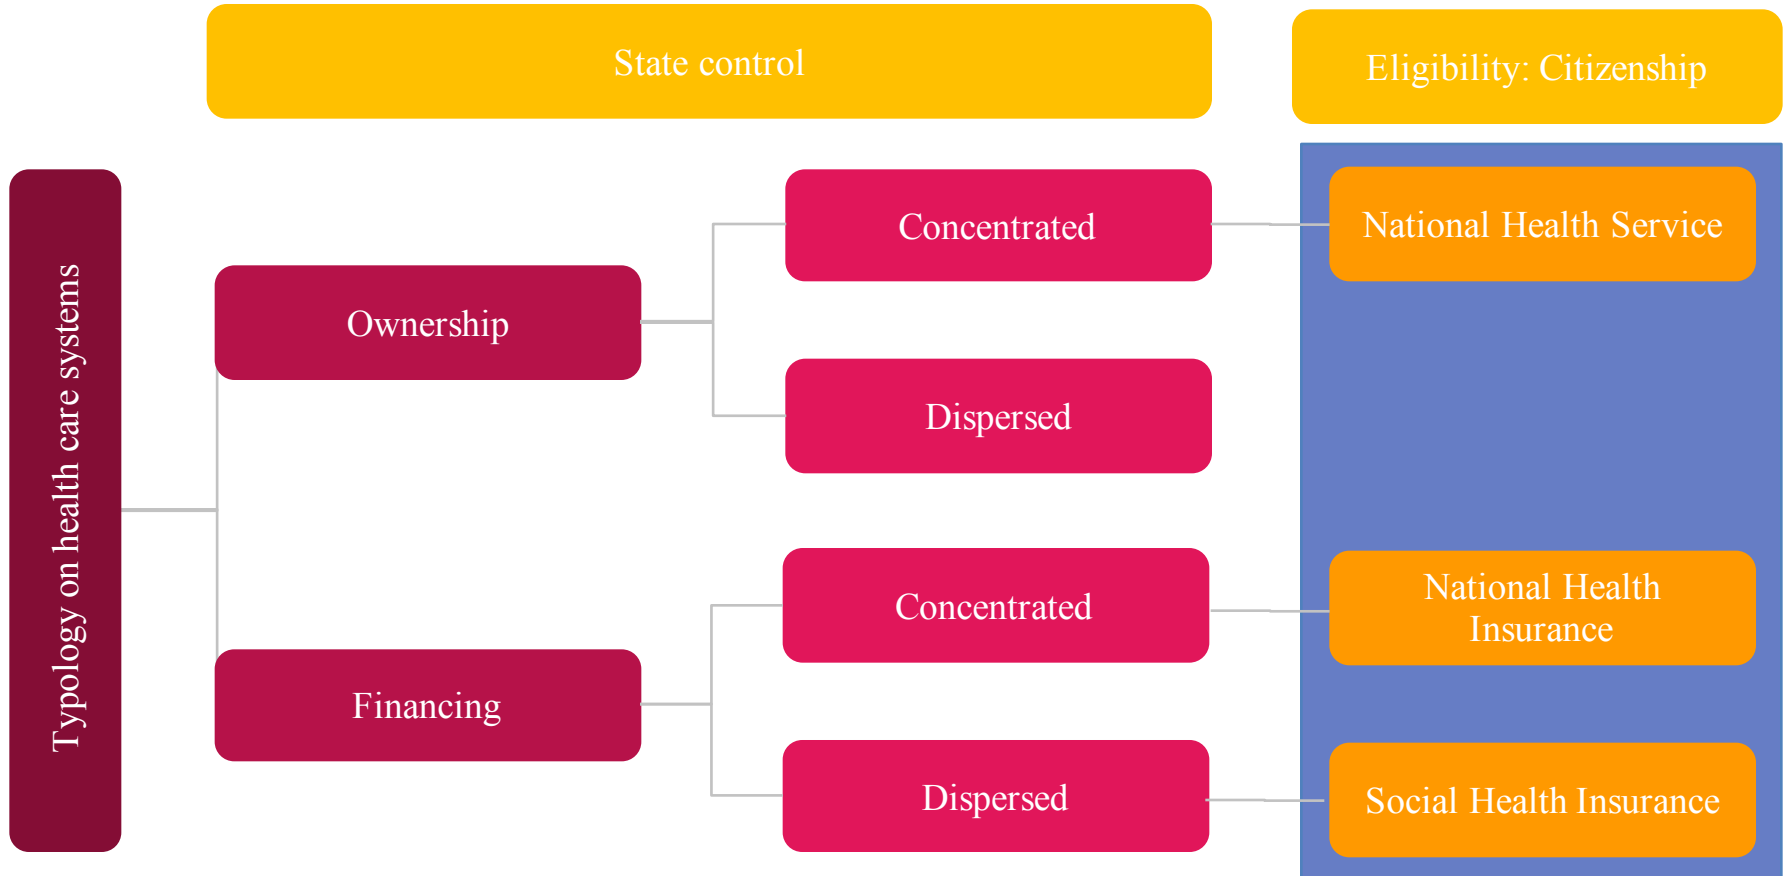 State control
Eligibility: Citizenship
Typology on health care systems
Ownership
Concentrated
National Health Service
Dispersed
Financing
Concentrated
National Health
Insurance
Dispersed
Social Health Insurance